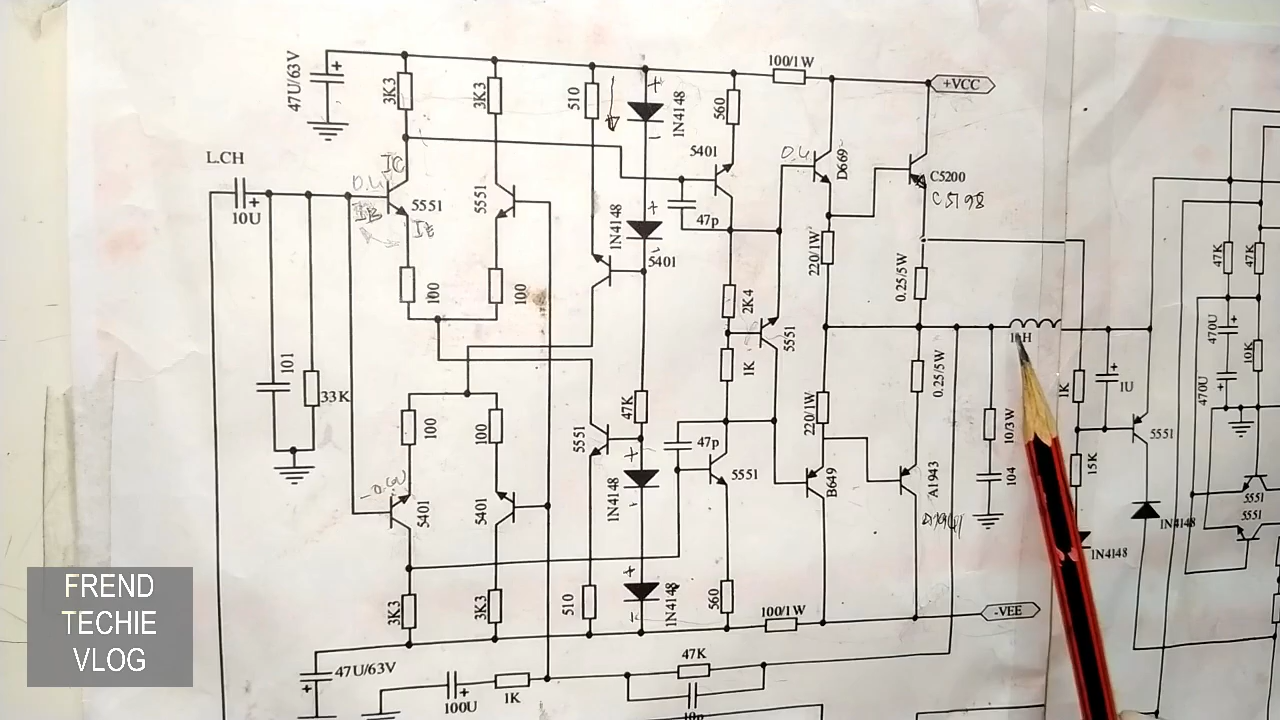 47U/63V
3K3
3K3
510
1N4148
560
100/1W
+VCC
L.CH
10U
IC
0.4
IB
IE
5551
5551
5401
47p
0.4
D669
C5200
C5198
1N4148
5401
220/1W
0.25/5W
100
100
2K4
5551
1K
101
33K
47K
47K
47K
470U
470U
10K
0.25/5W
1K
1U
5551
100
100
5551
47p
5551
220/1W
B649
A1943
10/3W
104
15K
1N4148
1N4148
5401
5401
1N4148
5551
5551
3K3
3K3
510
1N4148
560
100/1W
-VEE
47U/63V
100U
1K
47K
10p
FREND
TECHIE
VLOG